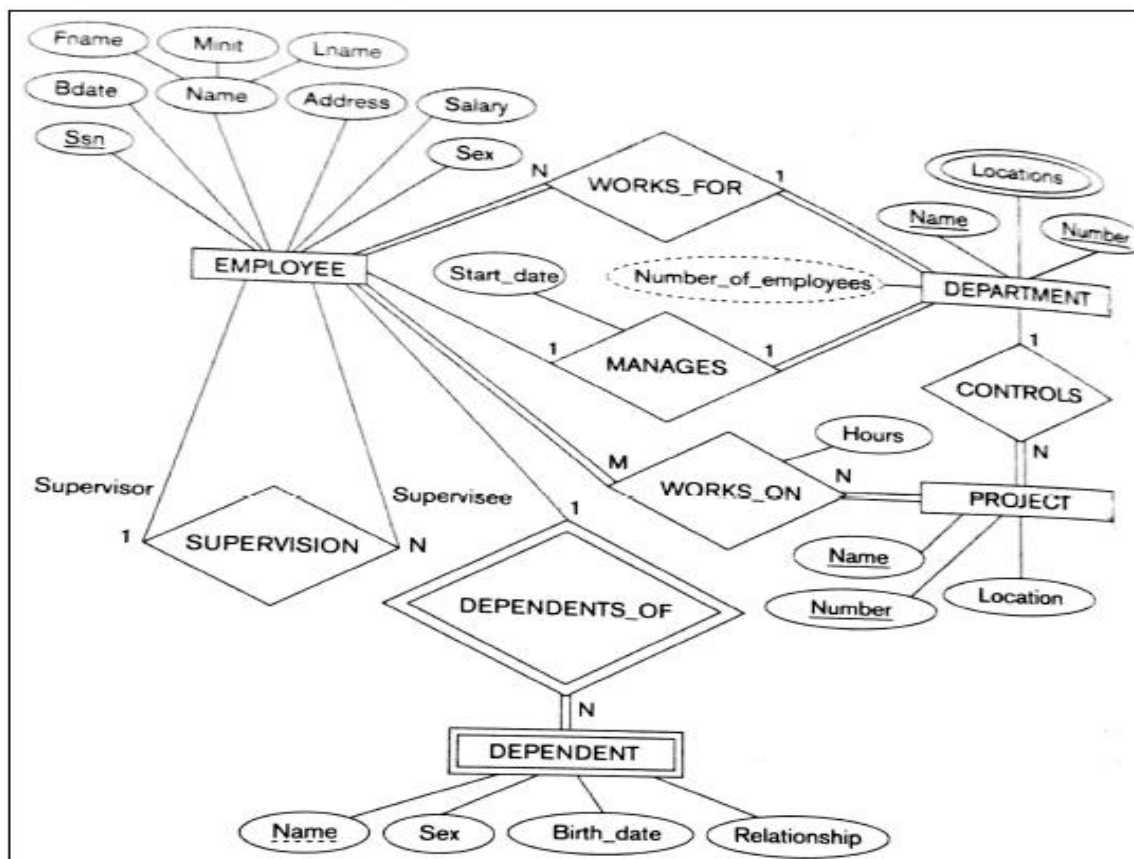 Fname
Minit
Lname
Bdate
Name
Address
Salary
Ssn
Sex
N
WORKS_FOR
1
Locations
Name
Number
EMPLOYEE
Start_date
Number_of_employees
DEPARTMENT
1
MANAGES
1
1
CONTROLS
N
Hours
M
WORKS_ON
N
PROJECT
Supervisor
Supervisee
1
SUPERVISION
N
1
Name
Number
Location
DEPENDENTS_OF
N
DEPENDENT
Name
Sex
Birth_date
Relationship